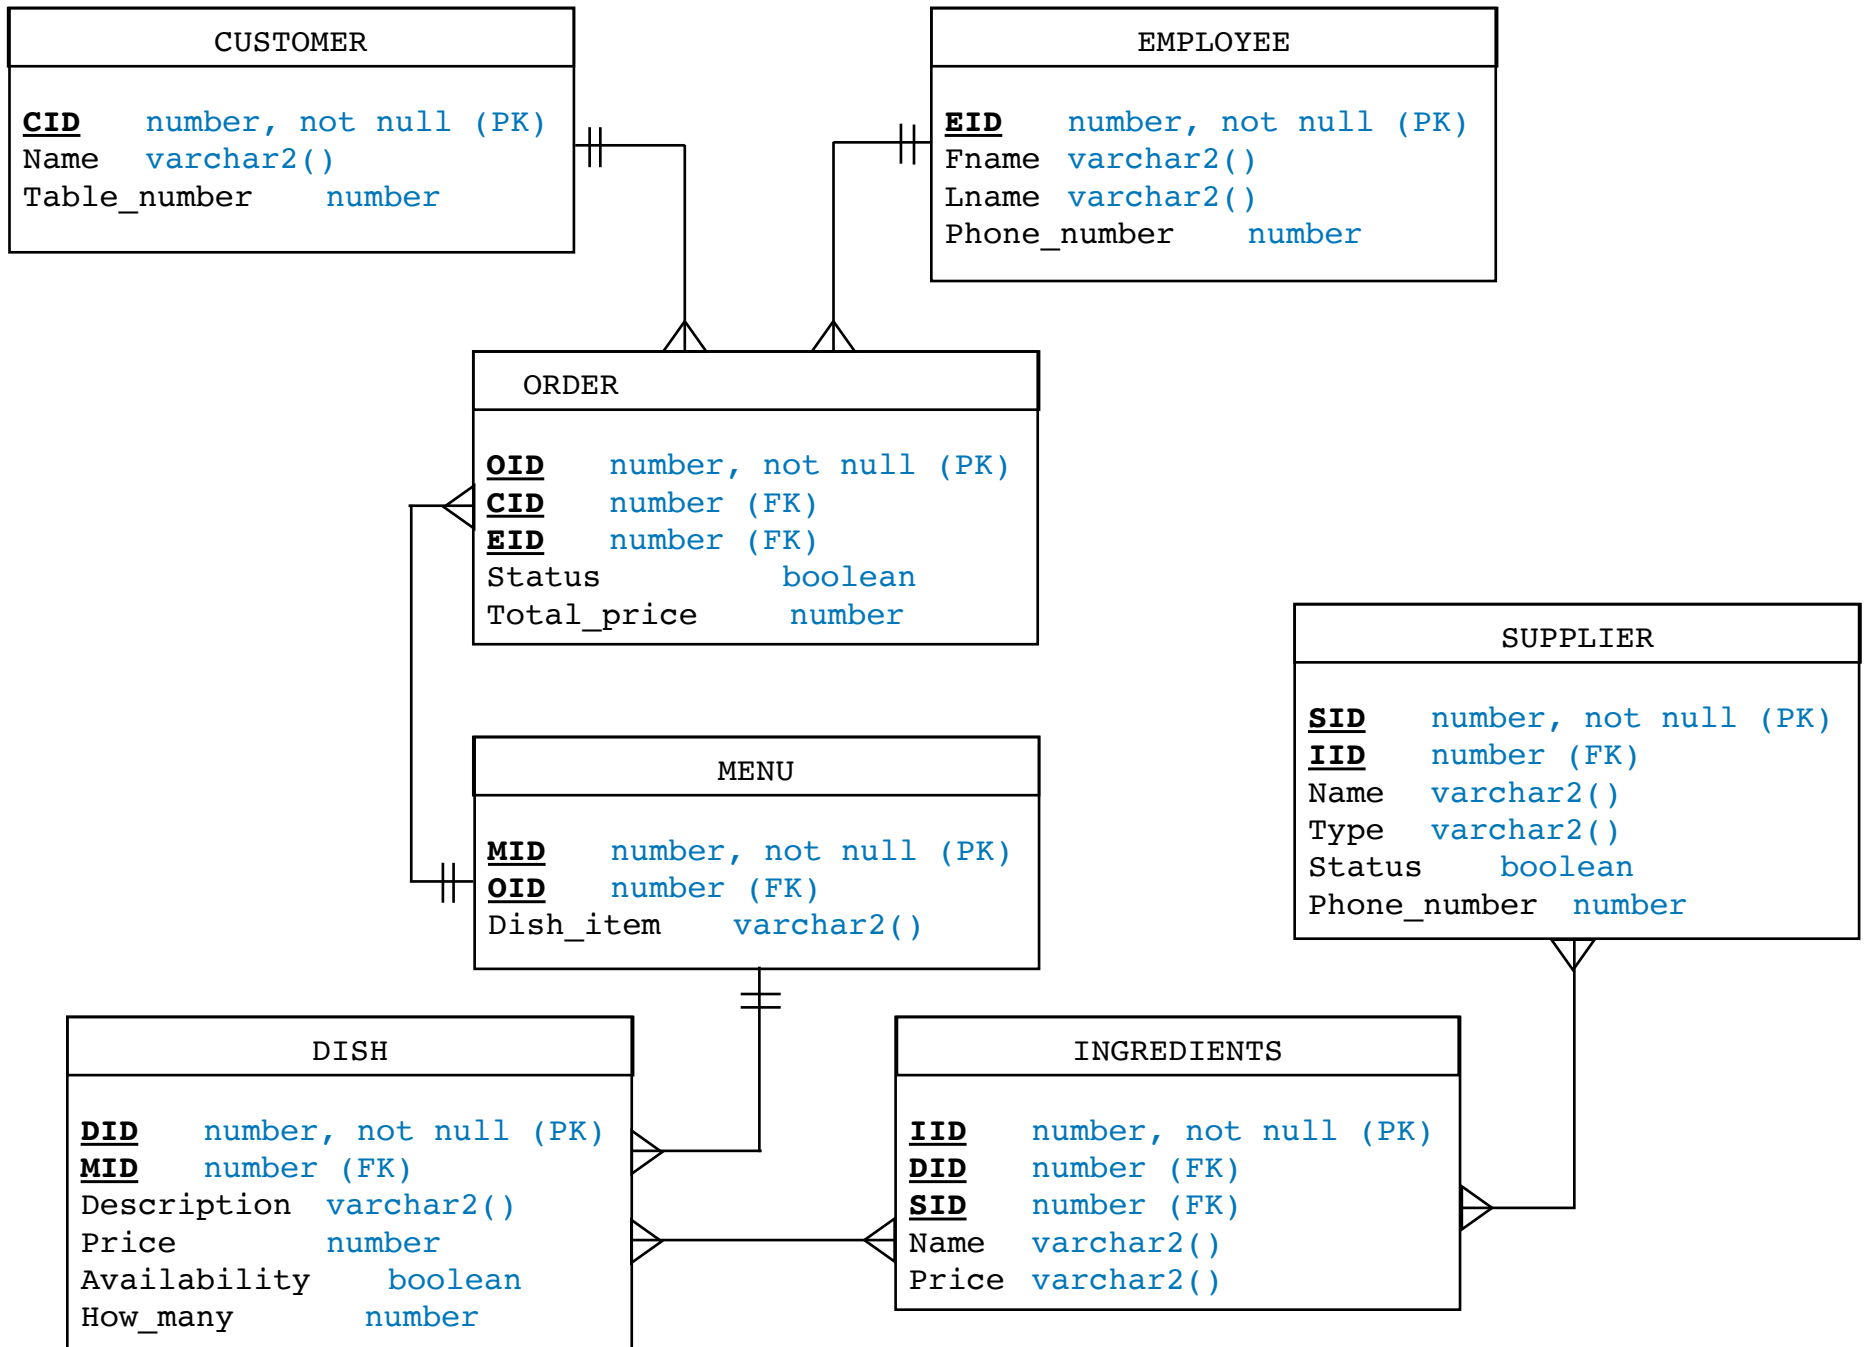 CUSTOMER
CID number, not null (PK)
Name varchar2()
Table_number number
EMPLOYEE
EID number, not null (PK)
Fname varchar2()
Lname varchar2()
Phone_number number
ORDER
OID number, not null (PK)
CID number (FK)
EID number (FK)
Status boolean
Total_price number
SUPPLIER
SID number, not null (PK)
IID number (FK)
Name varchar2()
Type varchar2()
Status boolean
Phone_number number
MENU
MID number, not null (PK)
OID number (FK)
Dish_item varchar2()
DISH
DID number, not null (PK)
MID number (FK)
Description varchar2()
Price number
Availability boolean
How_many number
INGREDIENTS
IID number, not null (PK)
DID number (FK)
SID number (FK)
Name varchar2()
Price varchar2()